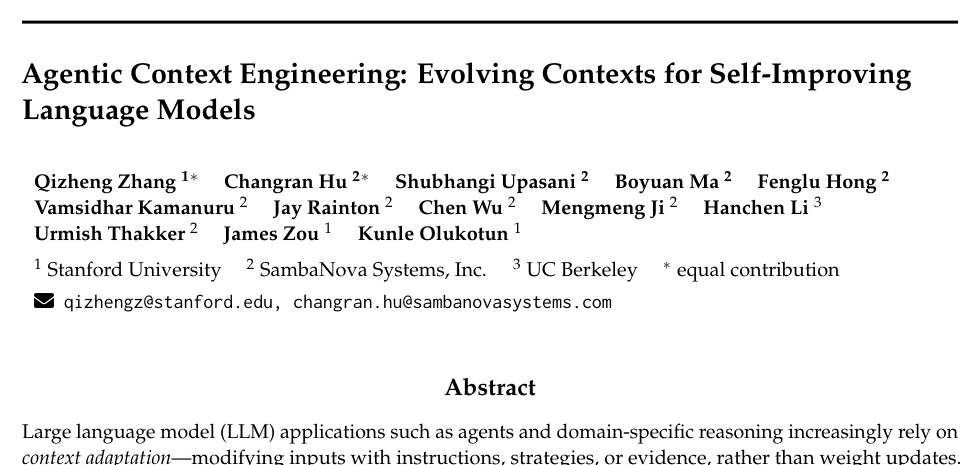 Agentic Context Engineering: Evolving Contexts for Self-Improving
Language Models
Qizheng Zhang 1* Changran Hu 2* Shubhangi Upasani 2 Boyuan Ma 2 Fenglu Hong 2
Vamsidhar Kamanuru 2 Jay Rainton 2 Chen Wu 2 Mengmeng Ji 2 Hanchen Li 3
Urmish Thakker 2 James Zou 1 Kunle Olukotun 1
1 Stanford University 2 SambaNova Systems, Inc. 3 UC Berkeley * equal contribution
qizhengz@stanford.edu, changran.hu@sambanovasystems.com
Abstract
Large language model (LLM) applications such as agents and domain-specific reasoning increasingly rely on
context adaptation—modifying inputs with instructions, strategies, or evidence, rather than weight updates.